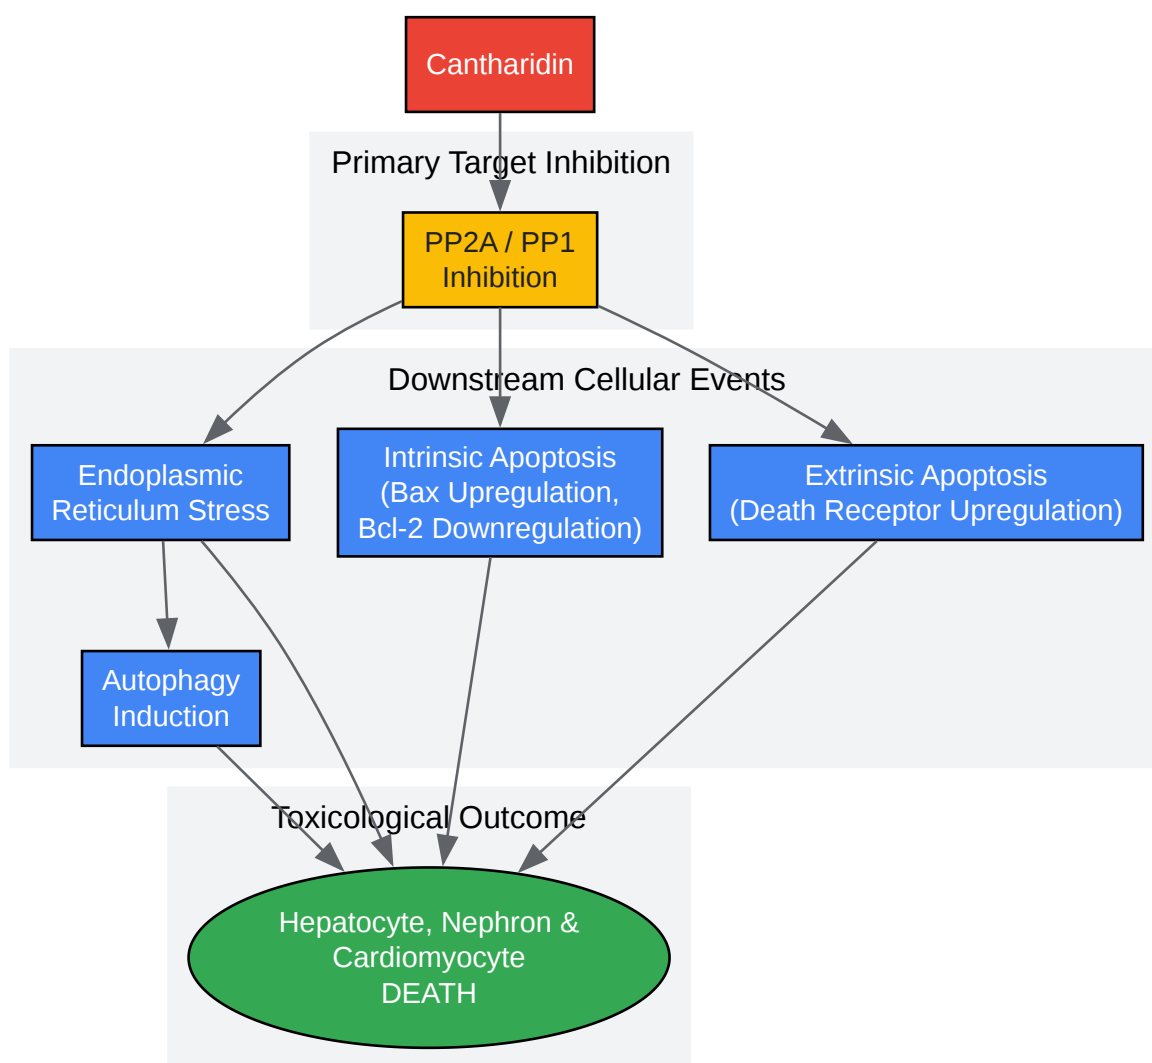 Cantharidin
Primary Target Inhibition
PP2A / PP1
Inhibition
Downstream Cellular Events
Endoplasmic
Reticulum Stress
Intrinsic Apoptosis
(Bax Upregulation,
Bcl-2 Downregulation)
Extrinsic Apoptosis
(Death Receptor Upregulation)
Autophagy
Induction
Toxicological Outcome
Hepatocyte, Nephron &
Cardiomyocyte
DEATH